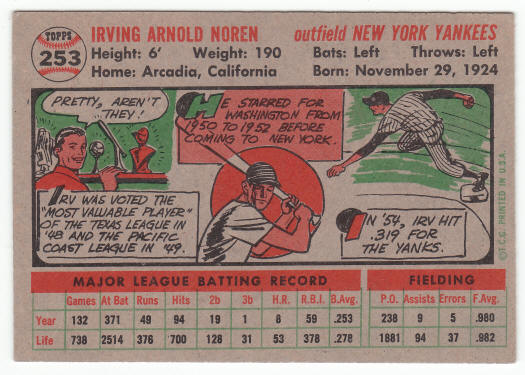 TOPPS
253
IRVING ARNOLD NOREN outfield NEW YORK YANKEES
Height: 6' Weight: 190 Bats: Left Throws: Left
Home: Arcadia, California Born: November 29, 1924
PRETTY, AREN'T
THEY!
HE STARRED FOR
WASHINGTON FROM
1950 TO 1952 BEFORE
COMING TO NEW YORK.
IRV WAS VOTED THE
"MOST VALUABLE PLAYER"
OF THE TEXAS LEAGUE IN
'48 AND THE PACIFIC
COAST LEAGUE IN '49.
IN '54, IRV HIT
.319 FOR
THE YANKS.
©T.C.G. PRINTED IN U.S.A.
MAJOR LEAGUE BATTING RECORD FIELDING
Games At Bat Runs Hits 2b 3b H.R. R.B.I. B.Avg. P.O. Assists Errors F.Avg.
Year 132 371 49 94 19 1 8 59 .253 238 9 5 .980
Life 738 2514 376 700 128 31 53 378 .278 1881 94 37 .982